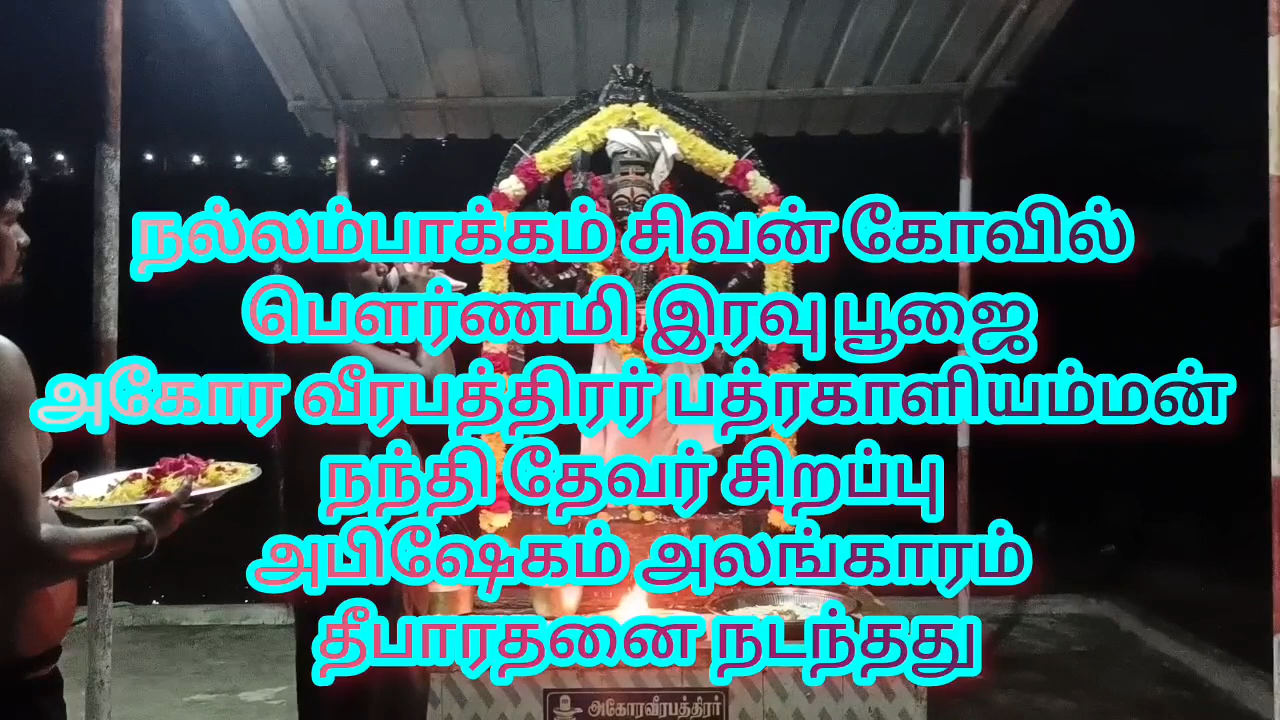 நல்லம்பாக்கம் சிவன் கோவில்
பௌர்ணமி இரவு பூஜை
அகோர வீரபத்திரர் பத்ரகாளியம்மன்
நந்தி தேவர் சிறப்பு
அபிஷேகம் அலங்காரம்
தீபாரதனை நடந்தது
அகோரவீரபத்திரர்